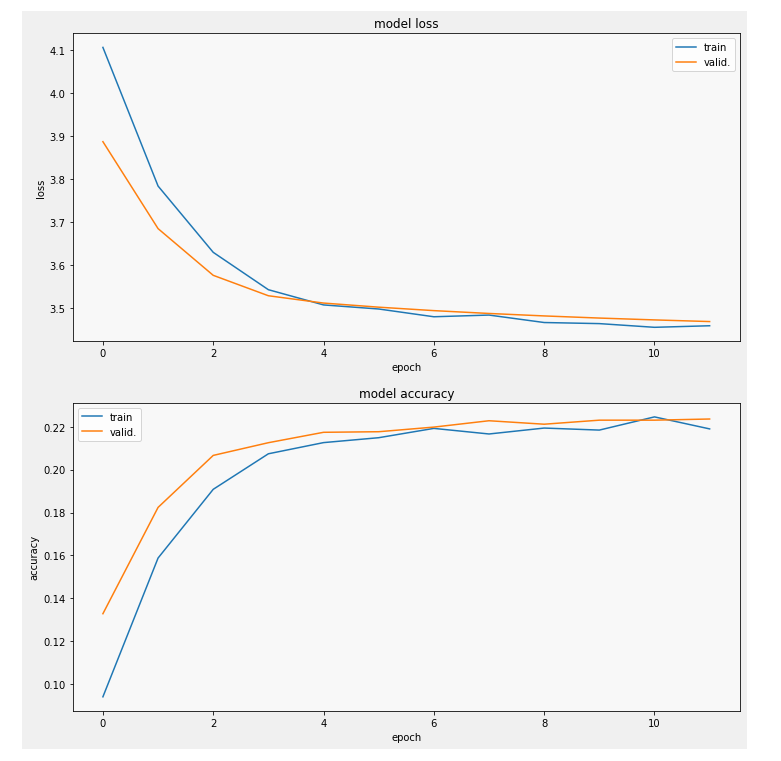 model loss
train
valid.
4.1
4.0
3.9
3.8
3.7
3.6
3.5
loss
0 2 4 6 8 10
epoch
model accuracy
train
valid.
0.22
0.20
0.18
0.16
0.14
0.12
0.10
accuracy
0 2 4 6 8 10
epoch